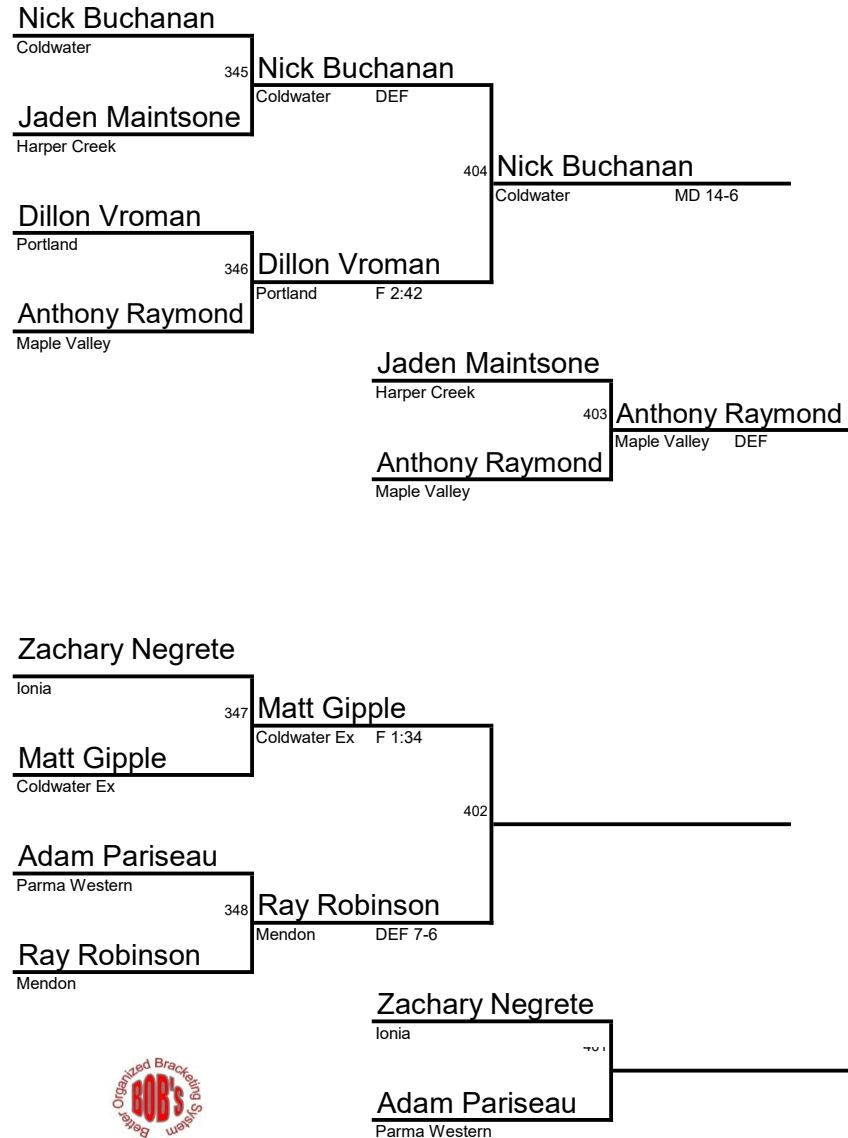 Nick Buchanan
Coldwater
345
Nick Buchanan
Coldwater DEF
Jaden Maintsone
Harper Creek
404
Nick Buchanan
Coldwater MD 14-6
Dillon Vroman
Portland
346
Dillon Vroman
Portland F 2:42
Anthony Raymond
Maple Valley
Jaden Maintsone
Harper Creek
403
Anthony Raymond
Maple Valley DEF
Anthony Raymond
Maple Valley
Zachary Negrete
Ionia
347
Matt Gipple
Coldwater Ex F 1:34
Matt Gipple
Coldwater Ex
402
Adam Pariseau
Parma Western
348
Ray Robinson
Mendon DEF 7-6
Ray Robinson
Mendon
Zachary Negrete
Ionia
Adam Pariseau
Parma Western
Better Organized Bracketing System
BOB's